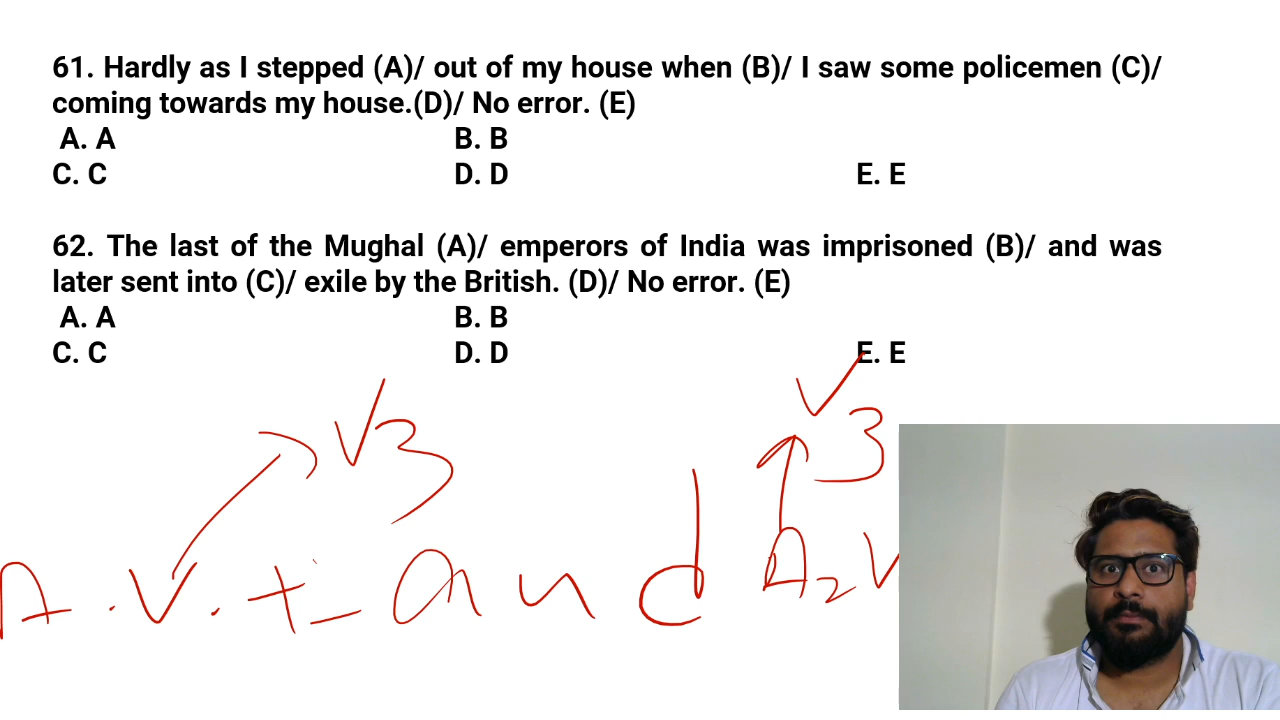 61. Hardly as I stepped (A)/ out of my house when (B)/ I saw some policemen (C)/
coming towards my house.(D)/ No error. (E)
A. A B. B
C. C D. D E. E
62. The last of the Mughal (A)/ emperors of India was imprisoned (B)/ and was
later sent into (C)/ exile by the British. (D)/ No error. (E)
A. A B. B
C. C D. D E. E
V3 V3
A.V. + - and A2V